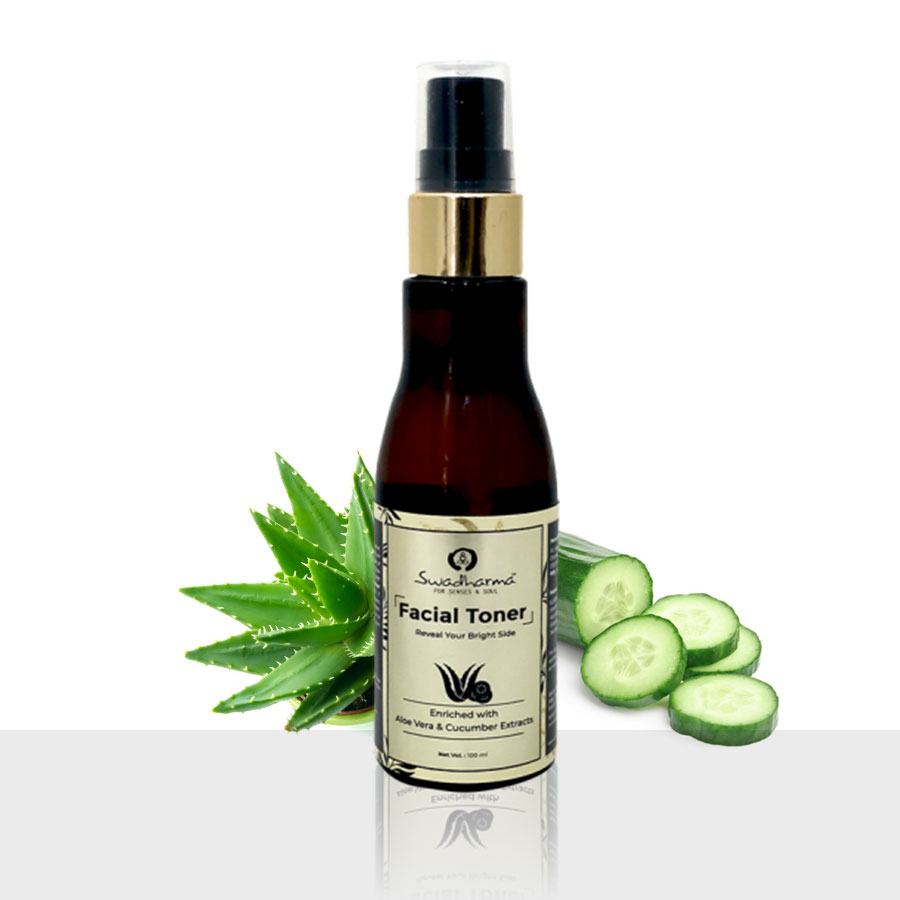 Swadharma™
FOR SENSES & SOUL
Facial Toner
Reveal Your Bright Side
Enriched with
Aloe Vera & Cucumber Extracts
Net Vol. : 100 ml